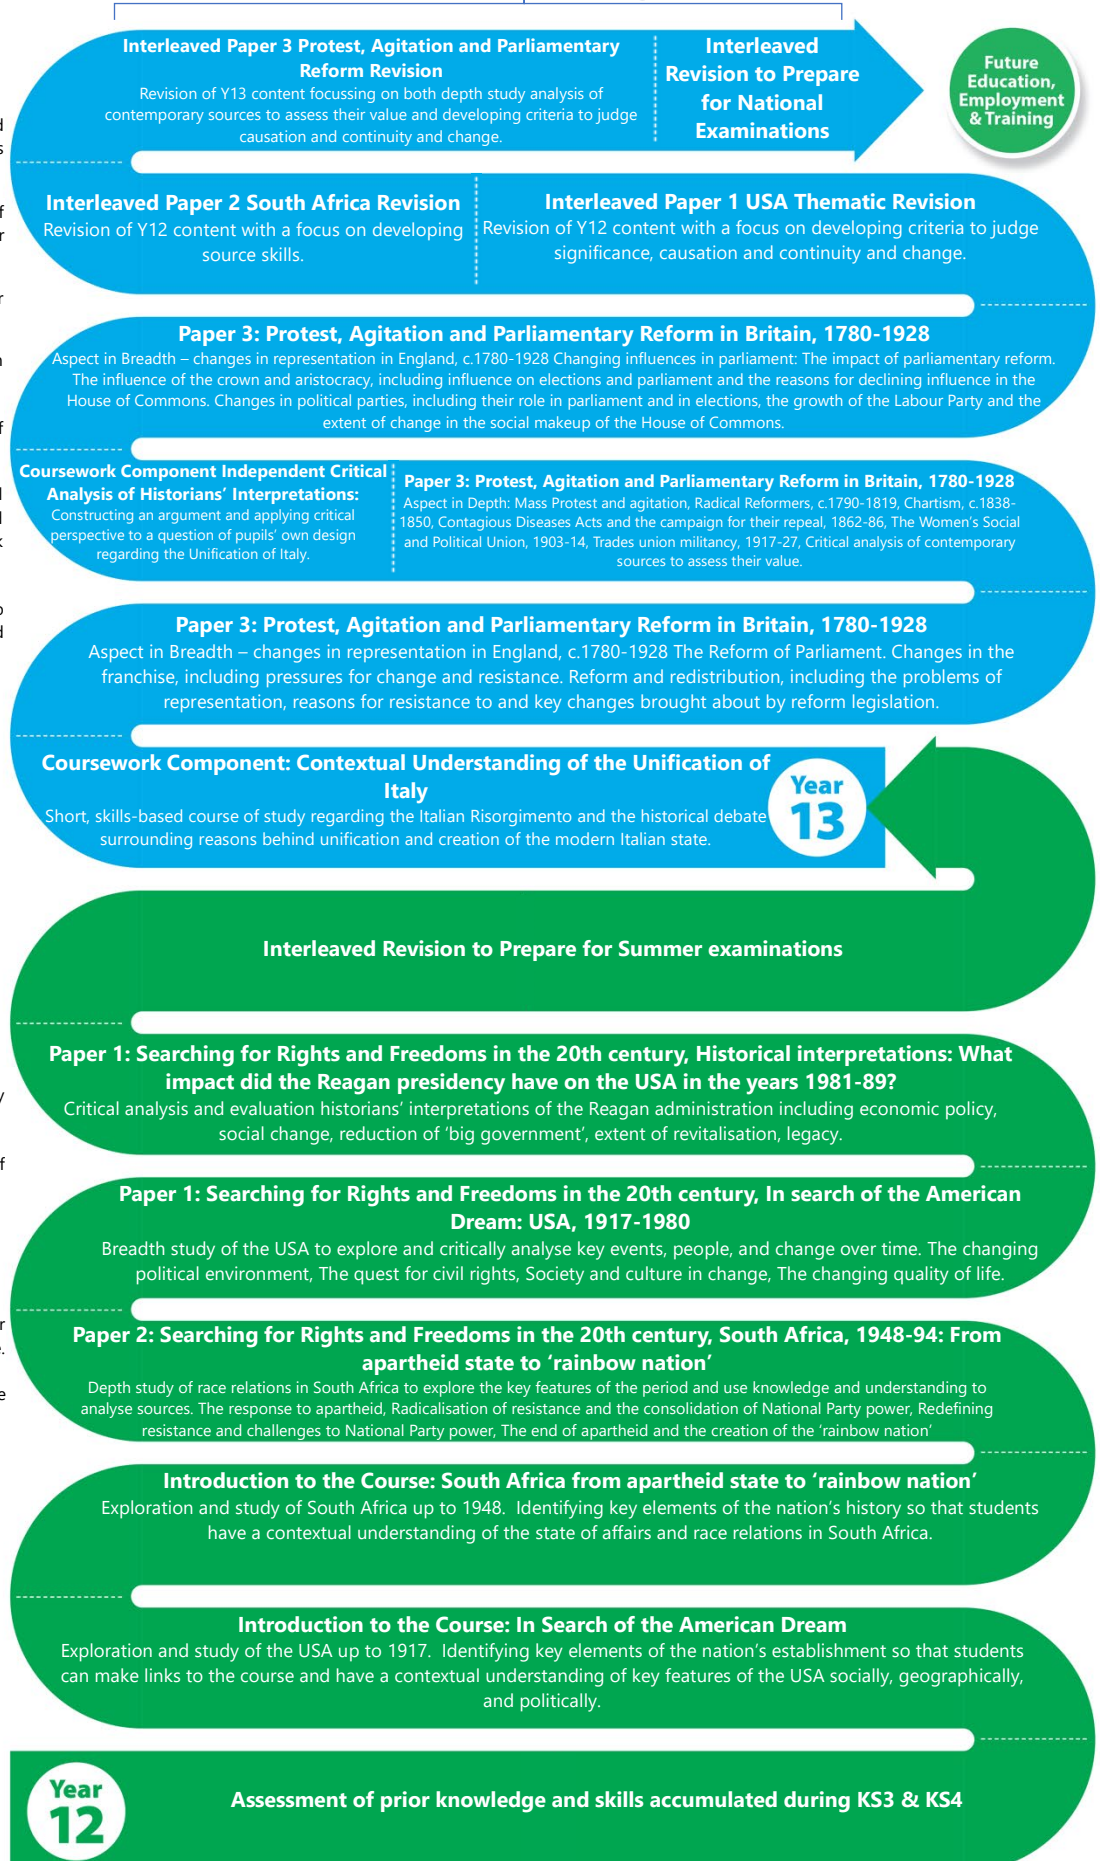 Interleaved Paper 3 Protest, Agitation and Parliamentary
Reform Revision
Revision of Y13 content focussing on both depth study analysis of
contemporary sources to assess their value and developing criteria to judge
causation and continuity and change.
Interleaved
Revision to Prepare
for National
Examinations
Future
Education,
Employment
& Training
Interleaved Paper 2 South Africa Revision
Revision of Y12 content with a focus on developing
source skills.
Interleaved Paper 1 USA Thematic Revision
Revision of Y12 content with a focus on developing criteria to judge
significance, causation and continuity and change.
Paper 3: Protest, Agitation and Parliamentary Reform in Britain, 1780-1928
Aspect in Breadth – changes in representation in England, c.1780-1928 Changing influences in parliament: The impact of parliamentary reform.
The influence of the crown and aristocracy, including influence on elections and parliament and the reasons for declining influence in the
House of Commons. Changes in political parties, including their role in parliament and in elections, the growth of the Labour Party and the
extent of change in the social makeup of the House of Commons.
Coursework Component Independent Critical
Analysis of Historians’ Interpretations:
Constructing an argument and applying critical
perspective to a question of pupils’ own design
regarding the Unification of Italy.
Paper 3: Protest, Agitation and Parliamentary Reform in Britain, 1780-1928
Aspect in Depth: Mass Protest and agitation, Radical Reformers, c.1790-1819, Chartism, c.1838-
1850, Contagious Diseases Acts and the campaign for their repeal, 1862-86, The Women’s Social
and Political Union, 1903-14, Trades union militancy, 1917-27, Critical analysis of contemporary
sources to assess their value.
Paper 3: Protest, Agitation and Parliamentary Reform in Britain, 1780-1928
Aspect in Breadth – changes in representation in England, c.1780-1928 The Reform of Parliament. Changes in the
franchise, including pressures for change and resistance. Reform and redistribution, including the problems of
representation, reasons for resistance to and key changes brought about by reform legislation.
Coursework Component: Contextual Understanding of the Unification of
Italy
Short, skills-based course of study regarding the Italian Risorgimento and the historical debate
surrounding reasons behind unification and creation of the modern Italian state.
Year
13
Interleaved Revision to Prepare for Summer examinations
Paper 1: Searching for Rights and Freedoms in the 20th century, Historical interpretations: What
impact did the Reagan presidency have on the USA in the years 1981-89?
Critical analysis and evaluation historians’ interpretations of the Reagan administration including economic policy,
social change, reduction of ‘big government’, extent of revitalisation, legacy.
Paper 1: Searching for Rights and Freedoms in the 20th century, In search of the American
Dream: USA, 1917-1980
Breadth study of the USA to explore and critically analyse key events, people, and change over time. The changing
political environment, The quest for civil rights, Society and culture in change, The changing quality of life.
Paper 2: Searching for Rights and Freedoms in the 20th century, South Africa, 1948-94: From
apartheid state to ‘rainbow nation’
Depth study of race relations in South Africa to explore the key features of the period and use knowledge and understanding to
analyse sources. The response to apartheid, Radicalisation of resistance and the consolidation of National Party power, Redefining
resistance and challenges to National Party power, The end of apartheid and the creation of the ‘rainbow nation’
Introduction to the Course: South Africa from apartheid state to ‘rainbow nation’
Exploration and study of South Africa up to 1948. Identifying key elements of the nation’s history so that students
have a contextual understanding of the state of affairs and race relations in South Africa.
Introduction to the Course: In Search of the American Dream
Exploration and study of the USA up to 1917. Identifying key elements of the nation’s establishment so that students
can make links to the course and have a contextual understanding of key features of the USA socially, geographically,
and politically.
Year
12
Assessment of prior knowledge and skills accumulated during KS3 & KS4